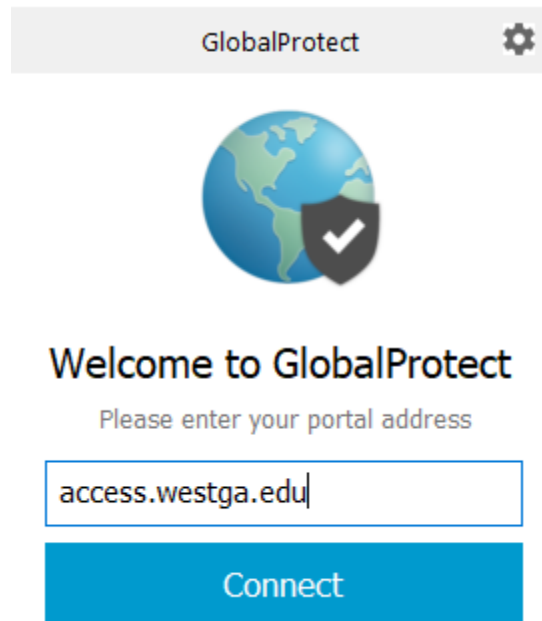 GlobalProtect
Welcome to GlobalProtect
Please enter your portal address
access.westga.edu
Connect